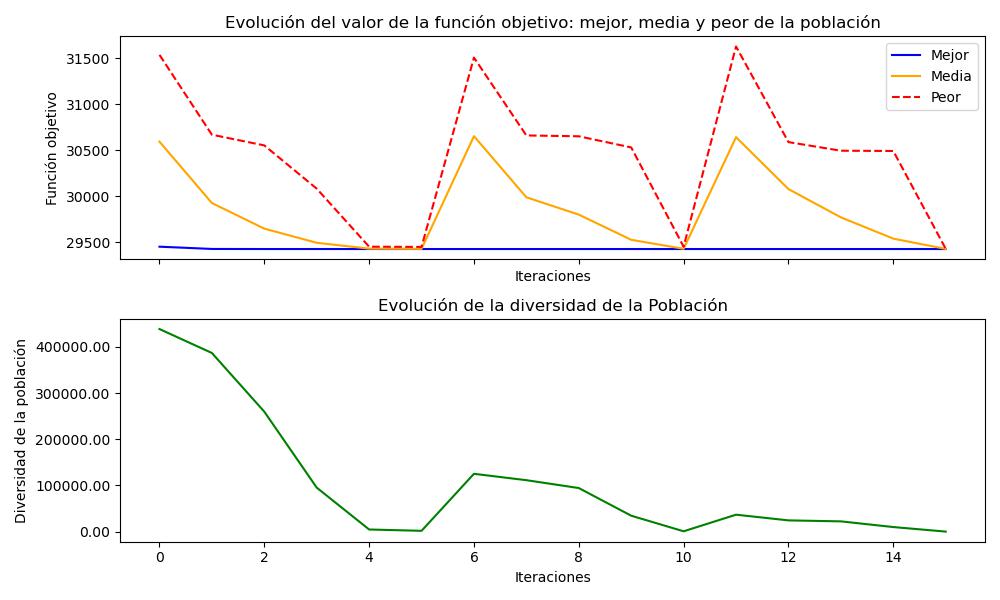 Evolución del valor de la función objetivo: mejor, media y peor de la población
Función objetivo
31500
31000
30500
30000
29500
Mejor
Media
Peor
Iteraciones
Evolución de la diversidad de la Población
Diversidad de la población
400000.00
300000.00
200000.00
100000.00
0.00
0 2 4 6 8 10 12 14
Iteraciones